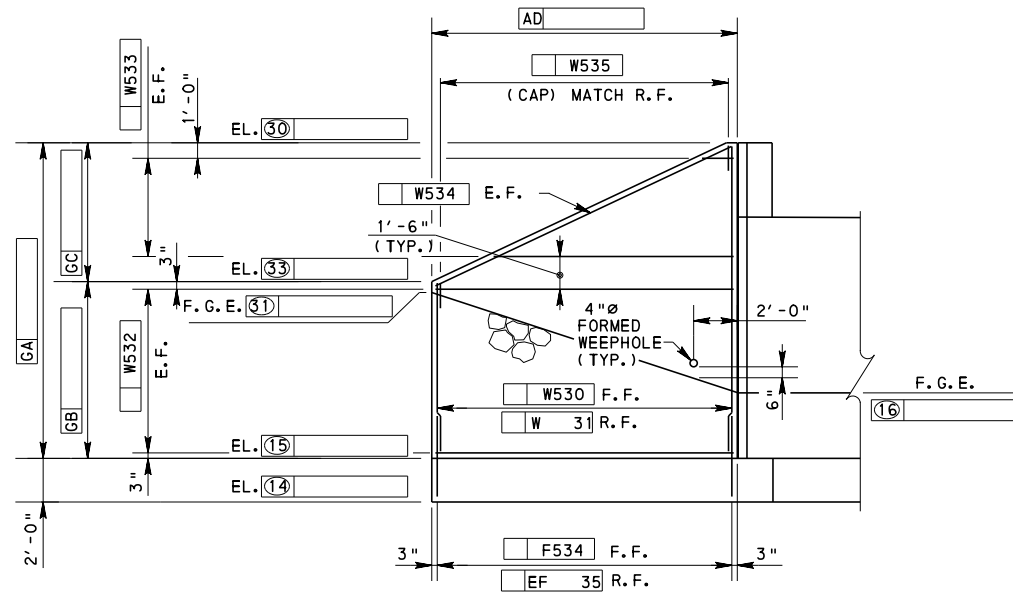 AD
W535
(CAP) MATCH R.F.
W533
E.F.
1'-0"
EL. 30
W534 E.F.
1'-6"
(TYP.)
GC
3"
EL. 33
F.G.E. 31
4"Ø
FORMED
WEEPHOLE
(TYP.)
2'-0"
GA
W532
E.F.
6"
F.G.E.
16
W530 F.F.
W 31 R.F.
GB
EL. 15
3"
EL. 14
2'-0"
3"
F534 F.F.
3"
EF 35 R.F.